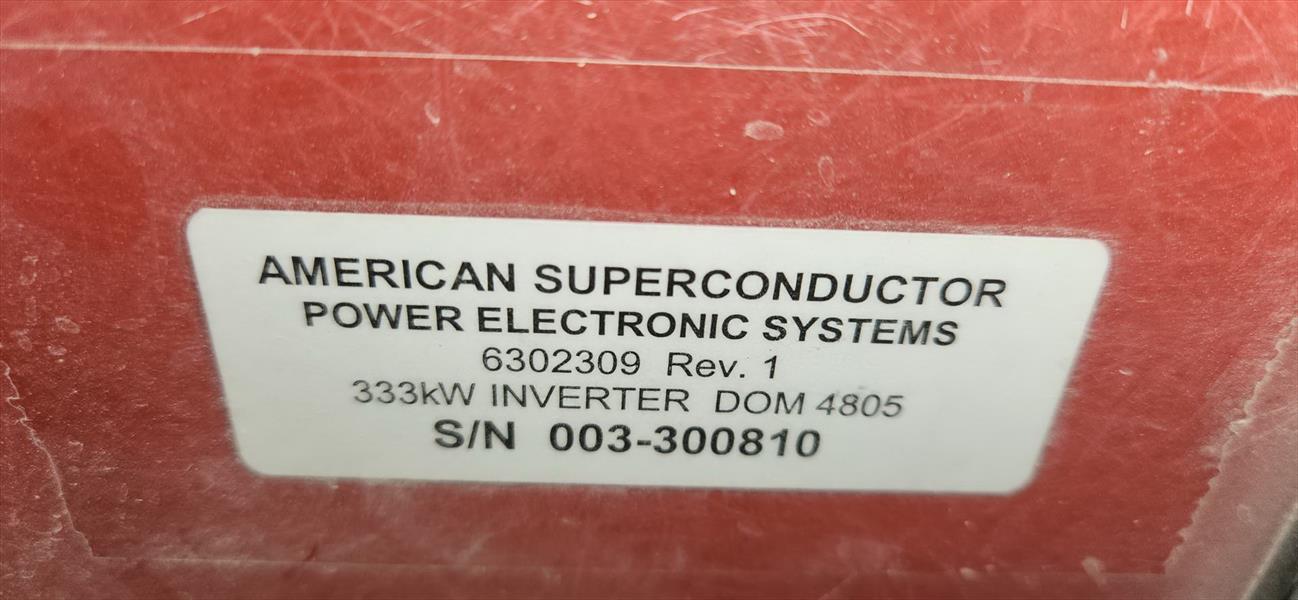 AMERICAN SUPERCONDUCTOR
POWER ELECTRONIC SYSTEMS
6302309 Rev. 1
333kW INVERTER DOM 4805
S/N 003-300810